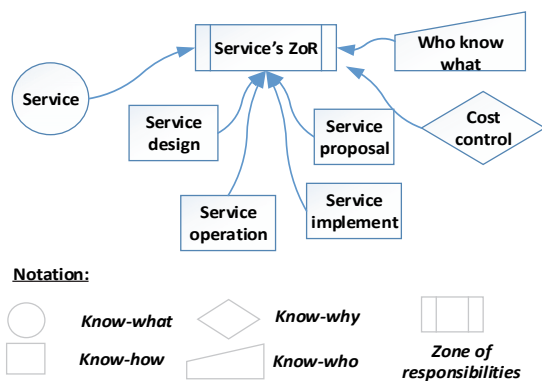 Service's ZoR
Who know
what
Service
Service
design
Service
proposal
Cost
control
Service
operation
Service
implement
Notation:
Know-what
Know-why
Know-how
Know-who
Zone of
responsibilities